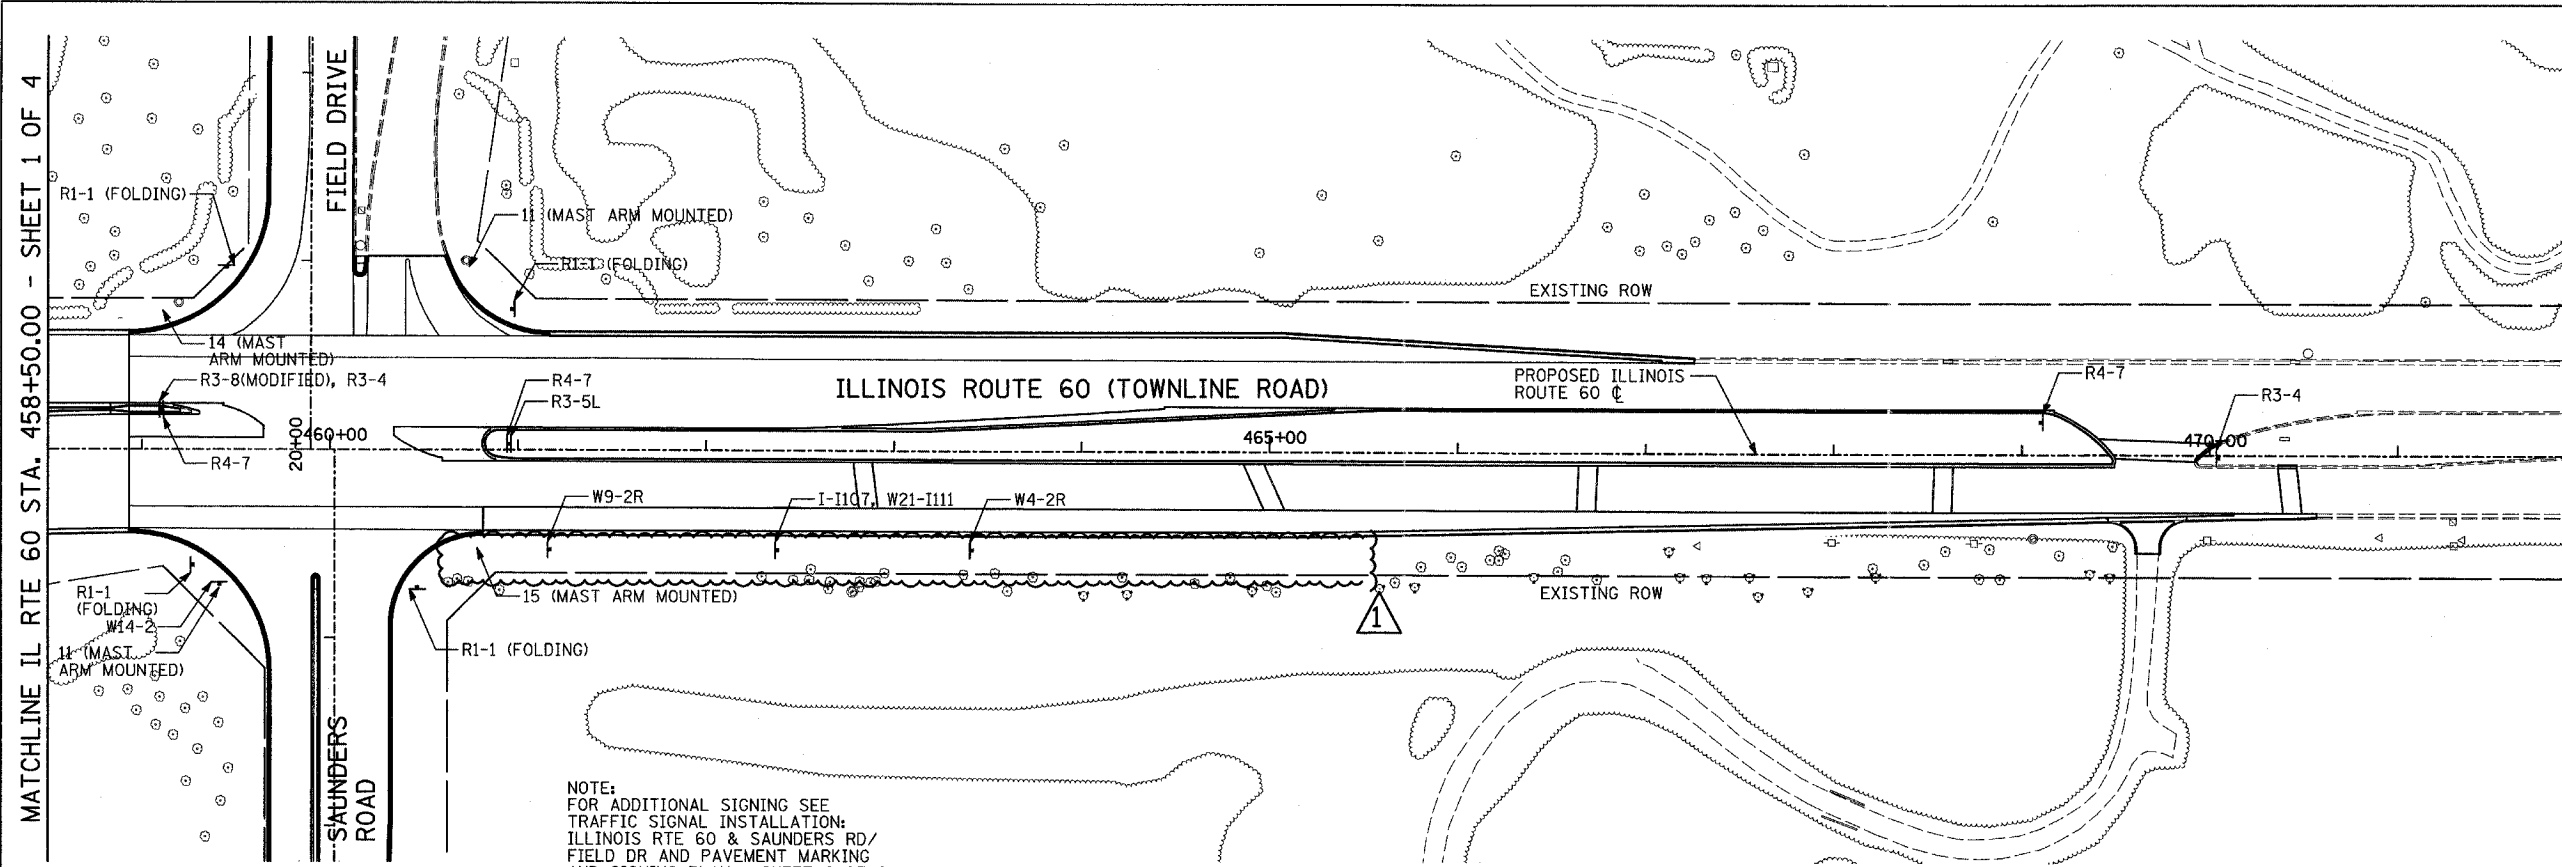 MATCHLINE IL RTE 60 STA. 458+50.00 - SHEET 1 OF 4
FIELD DRIVE
R1-1 (FOLDING)
11 (MAST ARM MOUNTED)
R1-1 (FOLDING)
EXISTING ROW
14 (MAST
ARM MOUNTED)
R3-8(MODIFIED), R3-4
R4-7
R4-7
R3-5L
ILLINOIS ROUTE 60 (TOWNLINE ROAD)
PROPOSED ILLINOIS
ROUTE 60 ℄
R4-7
R3-4
20+00
460+00
465+00
470+00
W9-2R
I-I107, W21-I111
W4-2R
R1-1
(FOLDING)
W14-2
11 (MAST
ARM MOUNTED)
15 (MAST ARM MOUNTED)
R1-1 (FOLDING)
EXISTING ROW
1
SAUNDERS
ROAD
NOTE:
FOR ADDITIONAL SIGNING SEE
TRAFFIC SIGNAL INSTALLATION:
ILLINOIS RTE 60 & SAUNDERS RD/
FIELD DR AND PAVEMENT MARKING